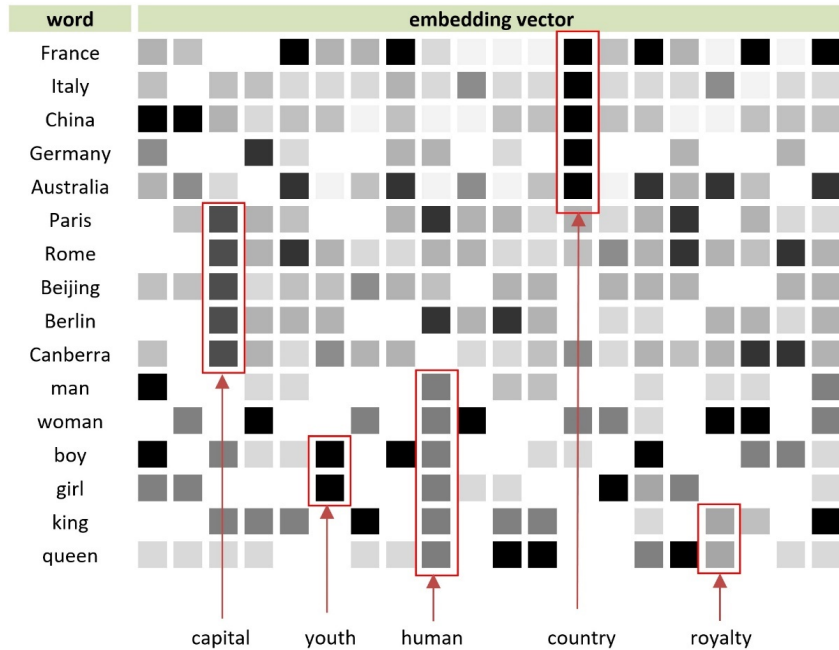 word embedding vector
France
Italy
China
Germany
Australia
Paris
Rome
Beijing
Berlin
Canberra
man
woman
boy
girl
king
queen
capital youth human country royalty